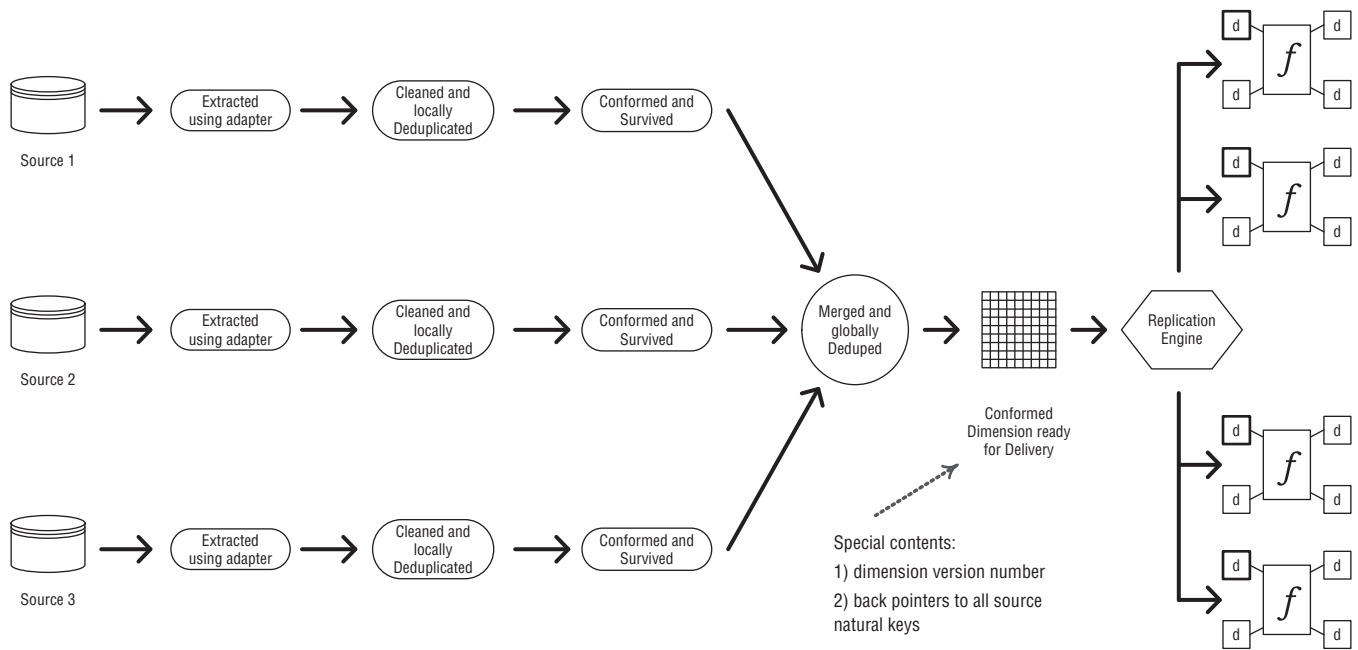 d
d
f
d
d
Source 1
Extracted
using adapter
Cleaned and
locally
Deduplicated
Conformed and
Survived
d
d
f
d
d
Source 2
Extracted
using adapter
Cleaned and
locally
Deduplicated
Conformed and
Survived
Merged and
globally
Deduped
Conformed
Dimension ready
for Delivery
Replication
Engine
Source 3
Extracted
using adapter
Cleaned and
locally
Deduplicated
Conformed and
Survived
Special contents:
1) dimension version number
2) back pointers to all source
natural keys
d
d
f
d
d
d
d
f
d
d